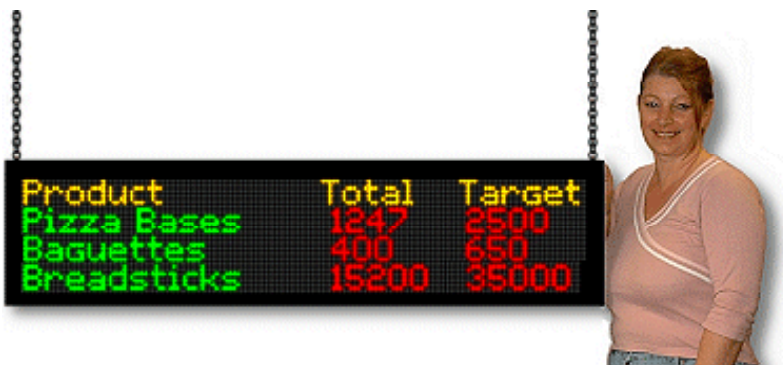 Product Total Target
Pizza Bases 1247 2500
Baguettes 400 650
Breadsticks 15200 35000